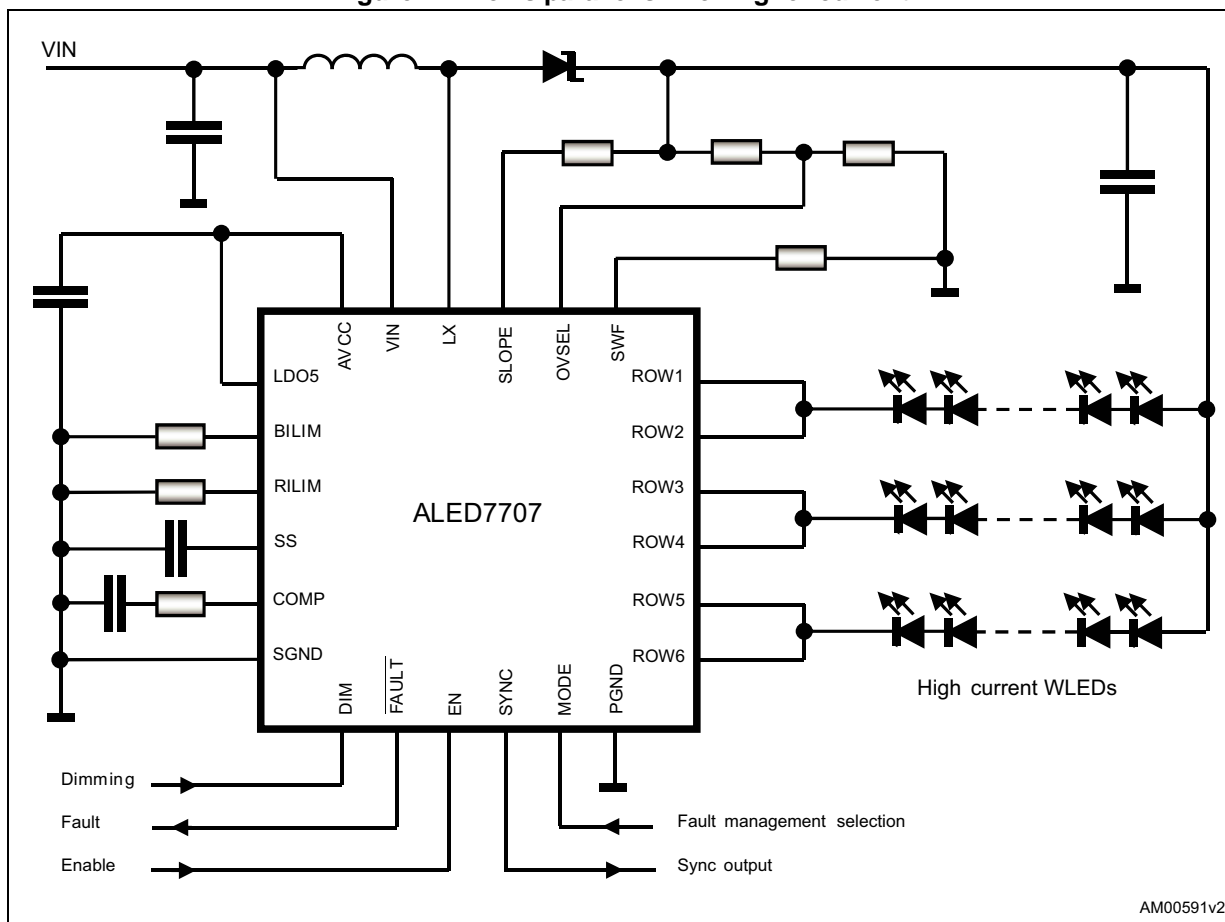 VIN
AVCC
VIN
LX
SLOPE
OVSEL
SWF
LDO5
BILIM
RILIM
SS
COMP
SGND
ALED7707
ROW1
ROW2
ROW3
ROW4
ROW5
ROW6
DIM
FAULT
EN
SYNC
MODE
PGND
High current WLEDs
Dimming
Fault
Enable
Fault management selection
Sync output
AM00591v2